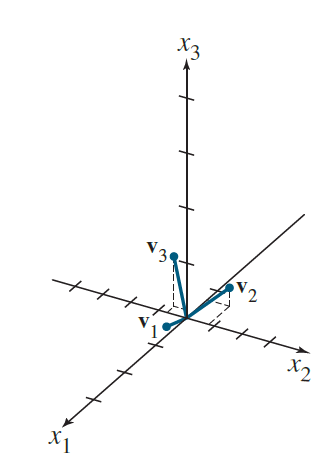 x₃
v₃
v₂
v₁
x₂
x₁